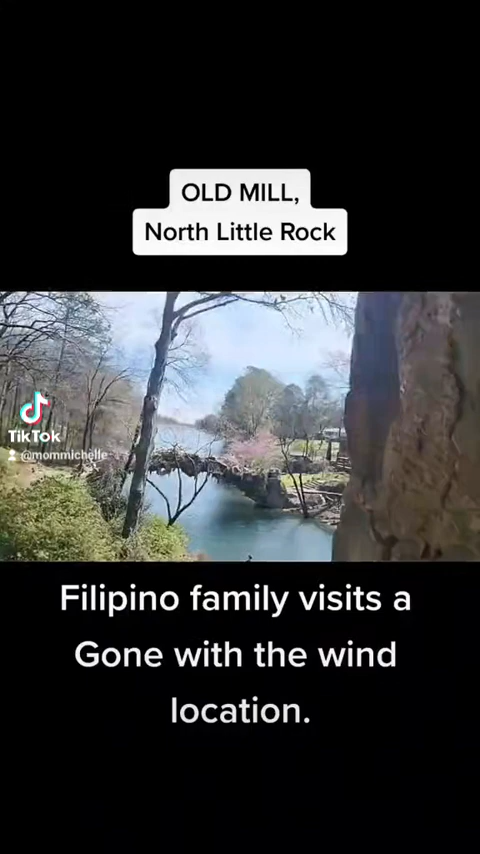 OLD MILL,
North Little Rock
TikTok
@mommichelle
Filipino family visits a
Gone with the wind
location.